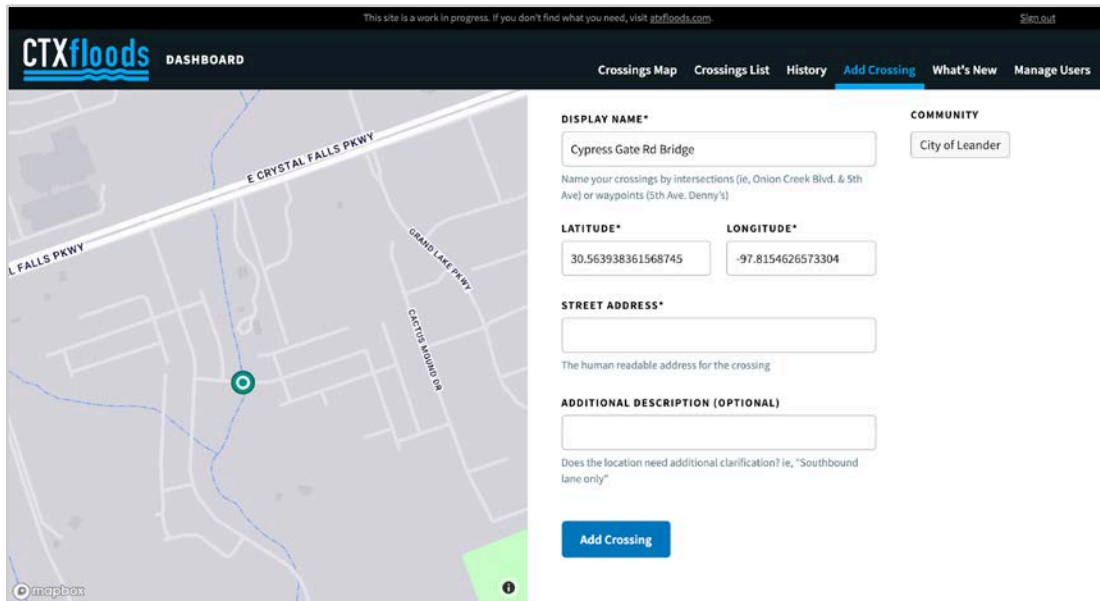 This site is a work in progress. If you don't find what you need, visit ctxfloods.com.
Sign out
CTXfloods
DASHBOARD
Crossings Map
Crossings List
History
Add Crossing
What's New
Manage Users
E CRYSTAL FALLS PKWY
L FALLS PKWY
GRAND LAKE PKWY
CACTUS MOUND DR
mapbox
DISPLAY NAME*
Cypress Gate Rd Bridge
Name your crossings by intersections (ie, Onion Creek Blvd. & 5th
Ave) or waypoints (5th Ave. Denny's)
COMMUNITY
City of Leander
LATITUDE*
30.563938361568745
LONGITUDE*
-97.8154626573304
STREET ADDRESS*
The human readable address for the crossing
ADDITIONAL DESCRIPTION (OPTIONAL)
Does the location need additional clarification? ie, "Southbound
lane only"
Add Crossing